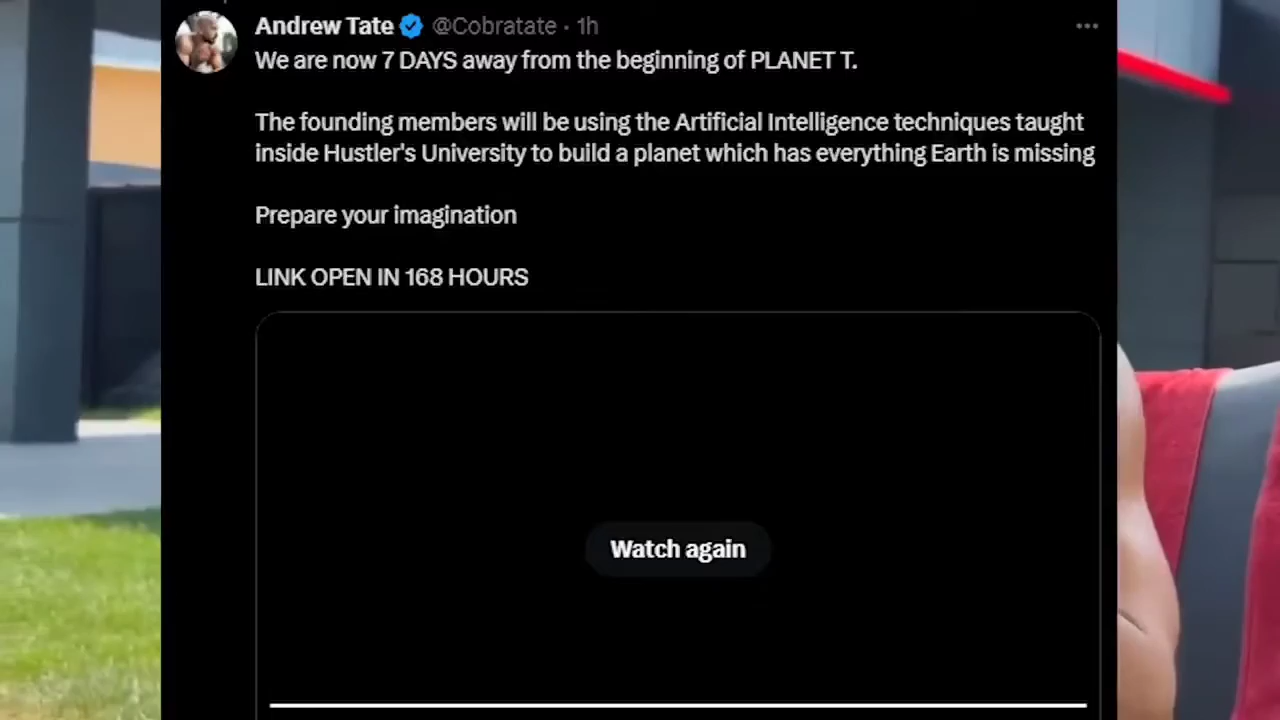 Andrew Tate @Cobratate · 1h
We are now 7 DAYS away from the beginning of PLANET T.
The founding members will be using the Artificial Intelligence techniques taught
inside Hustler's University to build a planet which has everything Earth is missing
Prepare your imagination
LINK OPEN IN 168 HOURS
Watch again